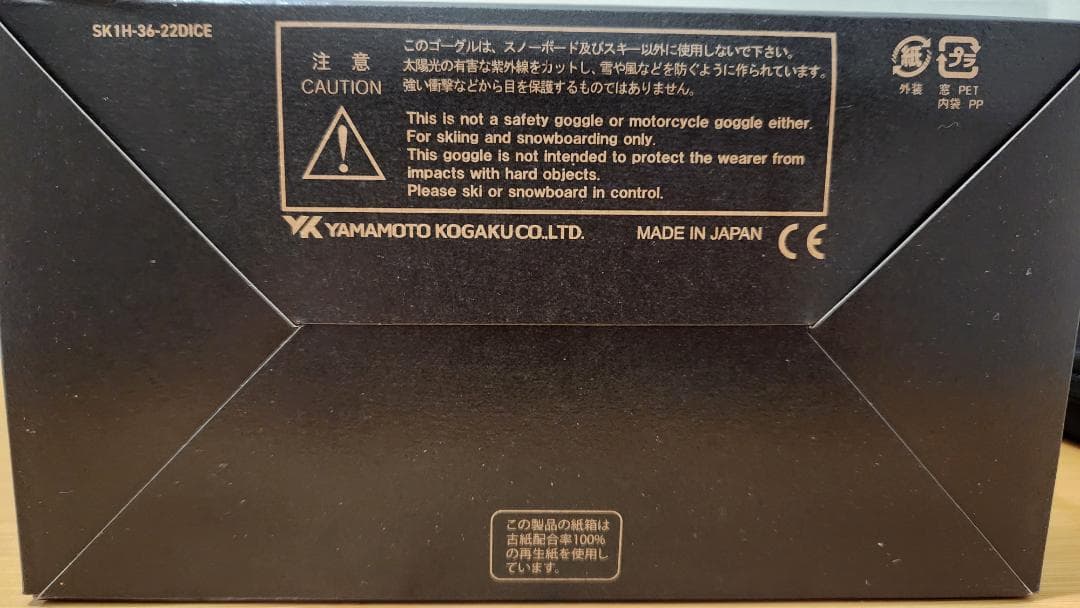 SK1H-36-22DICE
注意
CAUTION
このゴーグルは、スノーボード及びスキー以外に使用しないで下さい。
太陽光の有害な紫外線をカットし、雪や風などを防ぐように作られています。
強い衝撃などから目を保護するものではありません。
This is not a safety goggle or motorcycle goggle either.
For skiing and snowboarding only.
This goggle is not intended to protect the wearer from
impacts with hard objects.
Please ski or snowboard in control.
紙
外装
プラ
窓 PET
内袋 PP
YK YAMAMOTO KOGAKU CO.,LTD.
MADE IN JAPAN CE
この製品の紙箱は
古紙配合率100%
の再生紙を使用し
ています。